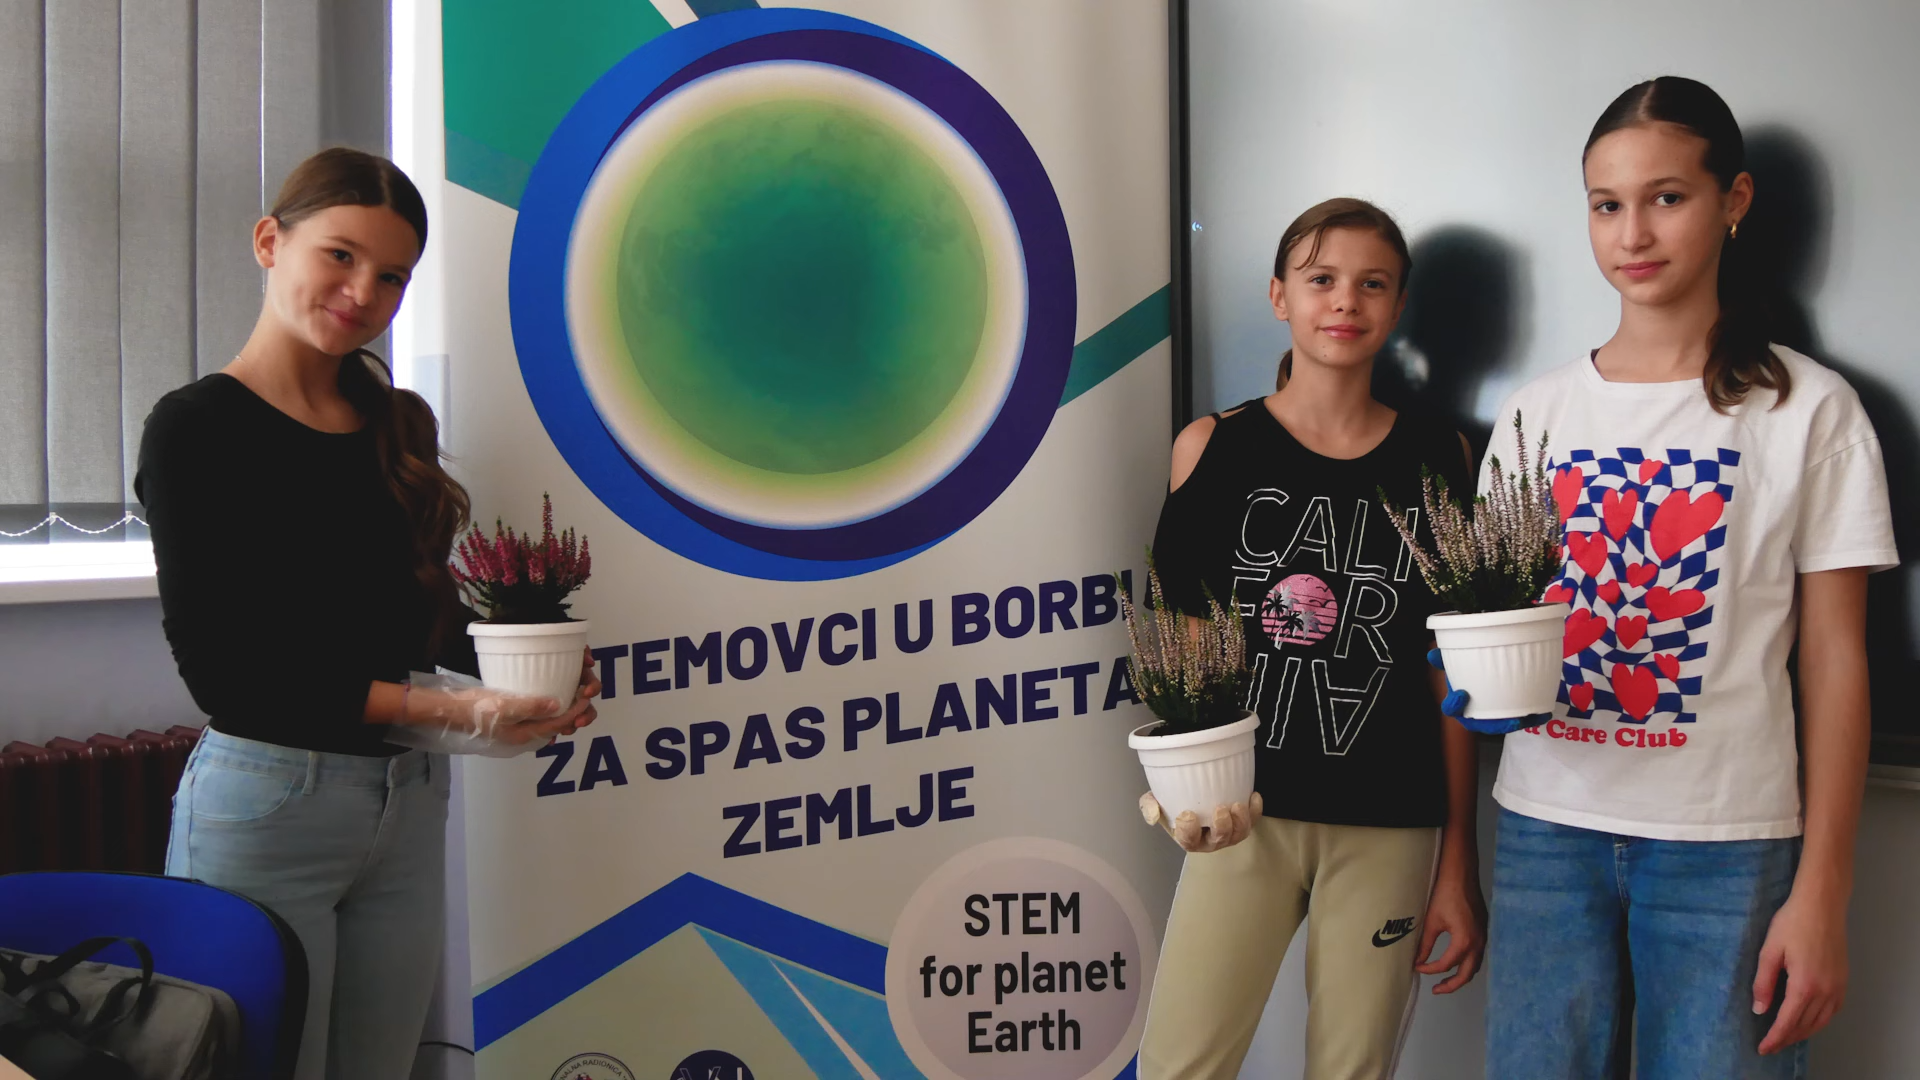 TEMOVCI U BORBI
ZA SPAS PLANETA
ZEMLJE
STEM
for planet
Earth
CALI
FOR
NIA
NIKE
Care Club